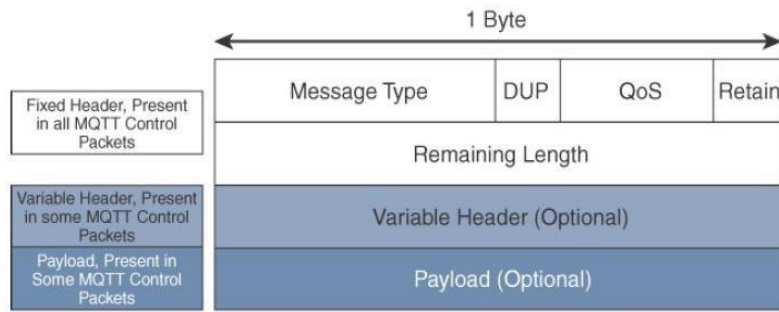 1 Byte
Message Type DUP QoS Retain
Fixed Header, Present
in all MQTT Control
Packets
Remaining Length
Variable Header, Present
in some MQTT Control
Packets
Variable Header (Optional)
Payload, Present in
Some MQTT Control
Packets
Payload (Optional)